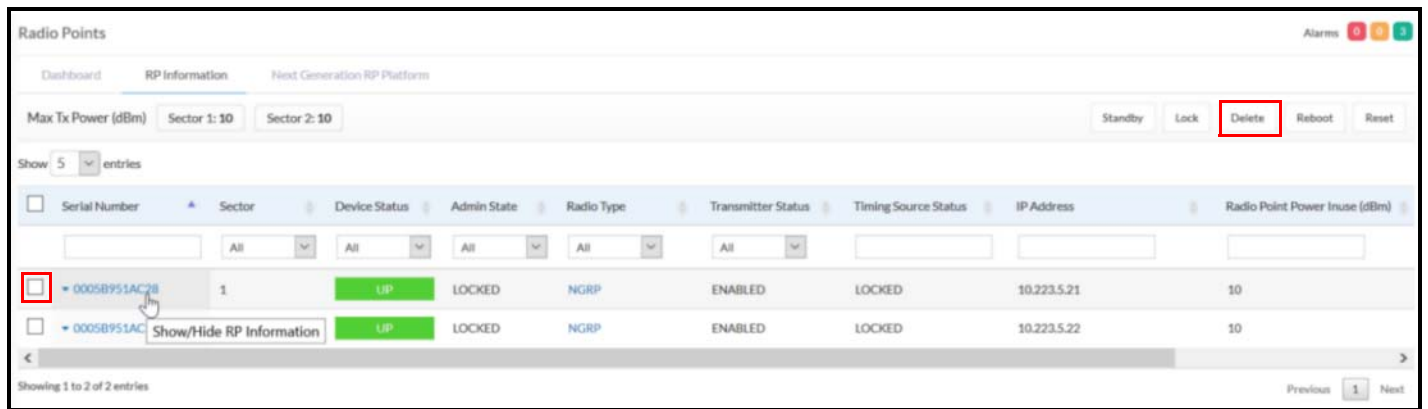 Radio Points
Alarms 0 0 3
Dashboard RP Information Next Generation RP Platform
Max Tx Power (dBm) Sector 1: 10 Sector 2: 10 Standby Lock Delete Reboot Reset
Show 5 entries
Serial Number Sector Device Status Admin State Radio Type Transmitter Status Timing Source Status IP Address Radio Point Power Inuse (dBm)
All All All All All
0005B951AC28 1 UP LOCKED NGRP ENABLED LOCKED 10.223.5.21 10
0005B951AC Show/Hide RP Information UP LOCKED NGRP ENABLED LOCKED 10.223.5.22 10
Showing 1 to 2 of 2 entries
Previous 1 Next